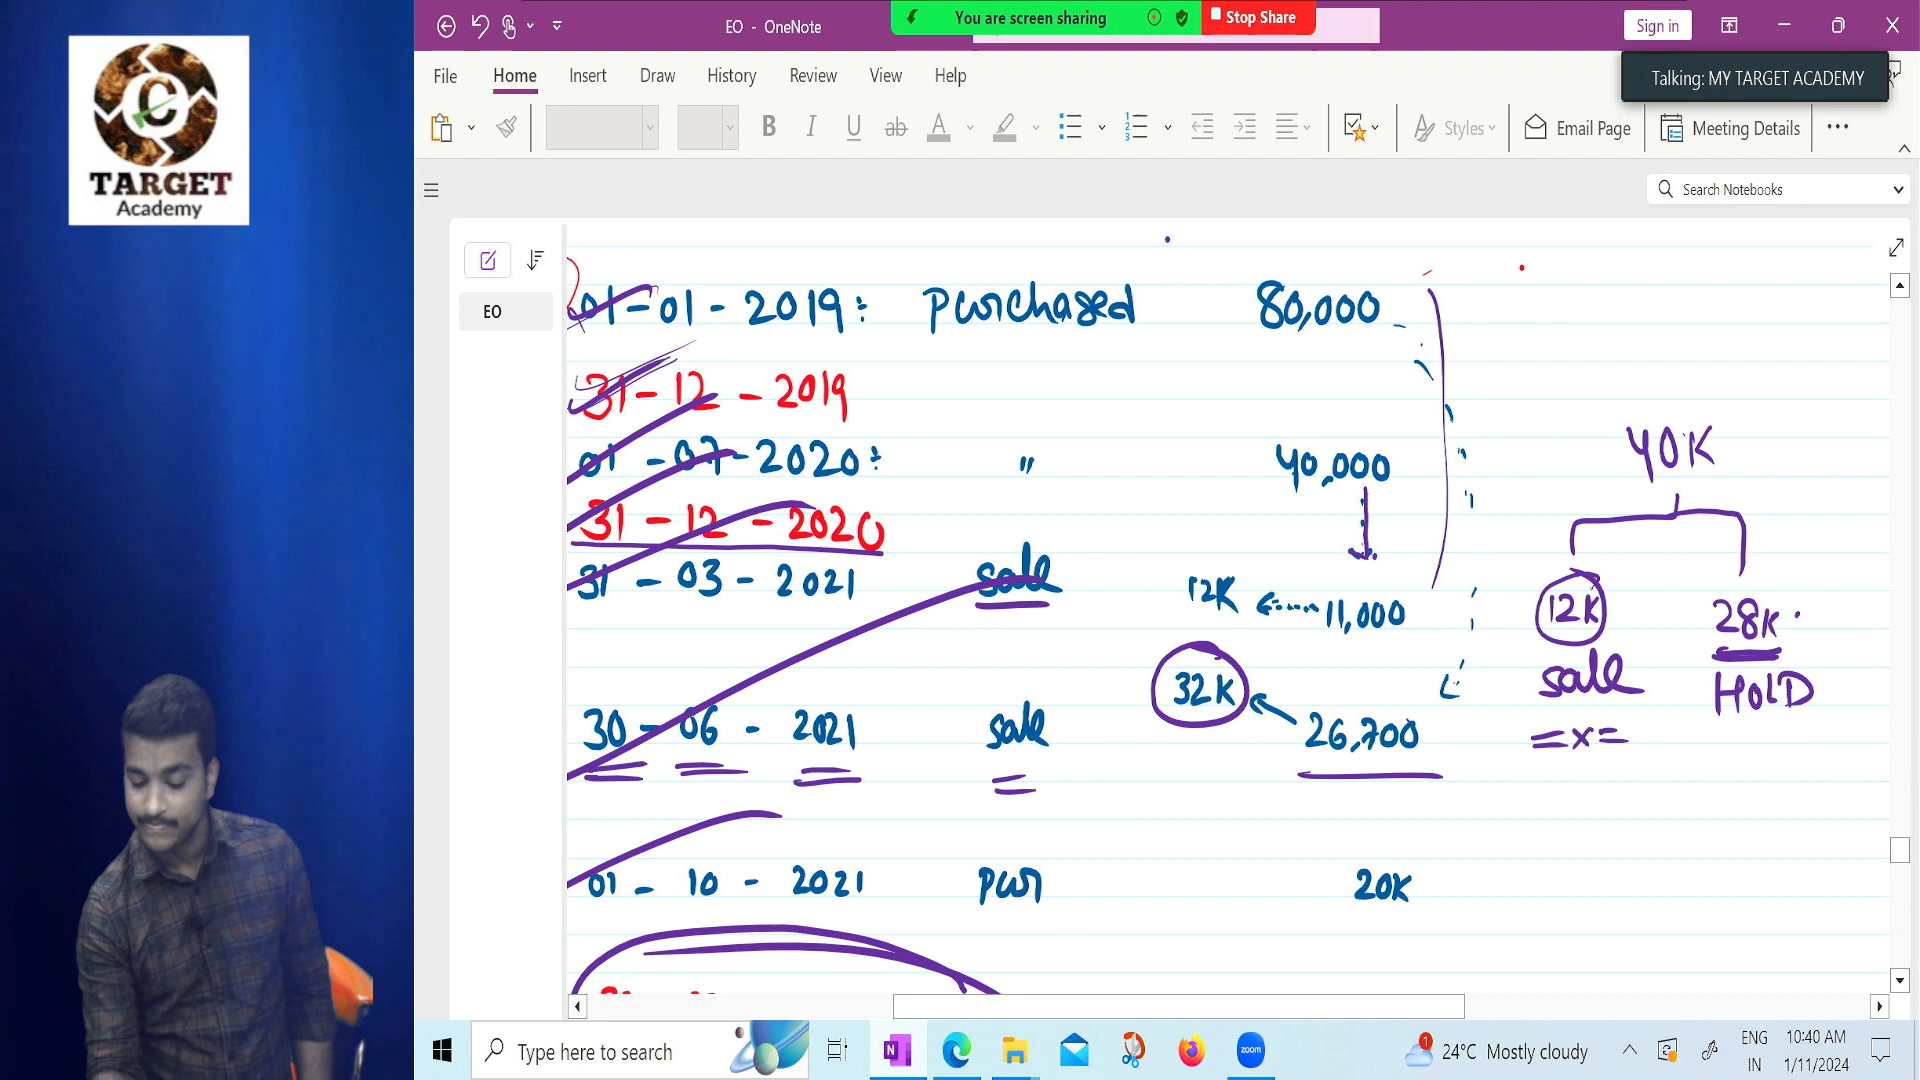 TARGET
Academy
EO - OneNote
You are screen sharing
Stop Share
Sign in
File Home Insert Draw History Review View Help
Talking: MY TARGET ACADEMY
B I U ab A
Styles
Email Page
Meeting Details
Search Notebooks
EO
01-01-2019: Purchased 80,000
31-12-2019
01-07-2020: " 40,000
31-12-2020
31-03-2021 sale 12K 11,000
30-06-2021 sale 32K 26,700
01-10-2021 pur 20K
40K
12K 28K
sale HOLD
=x=
Type here to search
zoom
1
24°C Mostly cloudy
ENG
IN
10:40 AM
1/11/2024